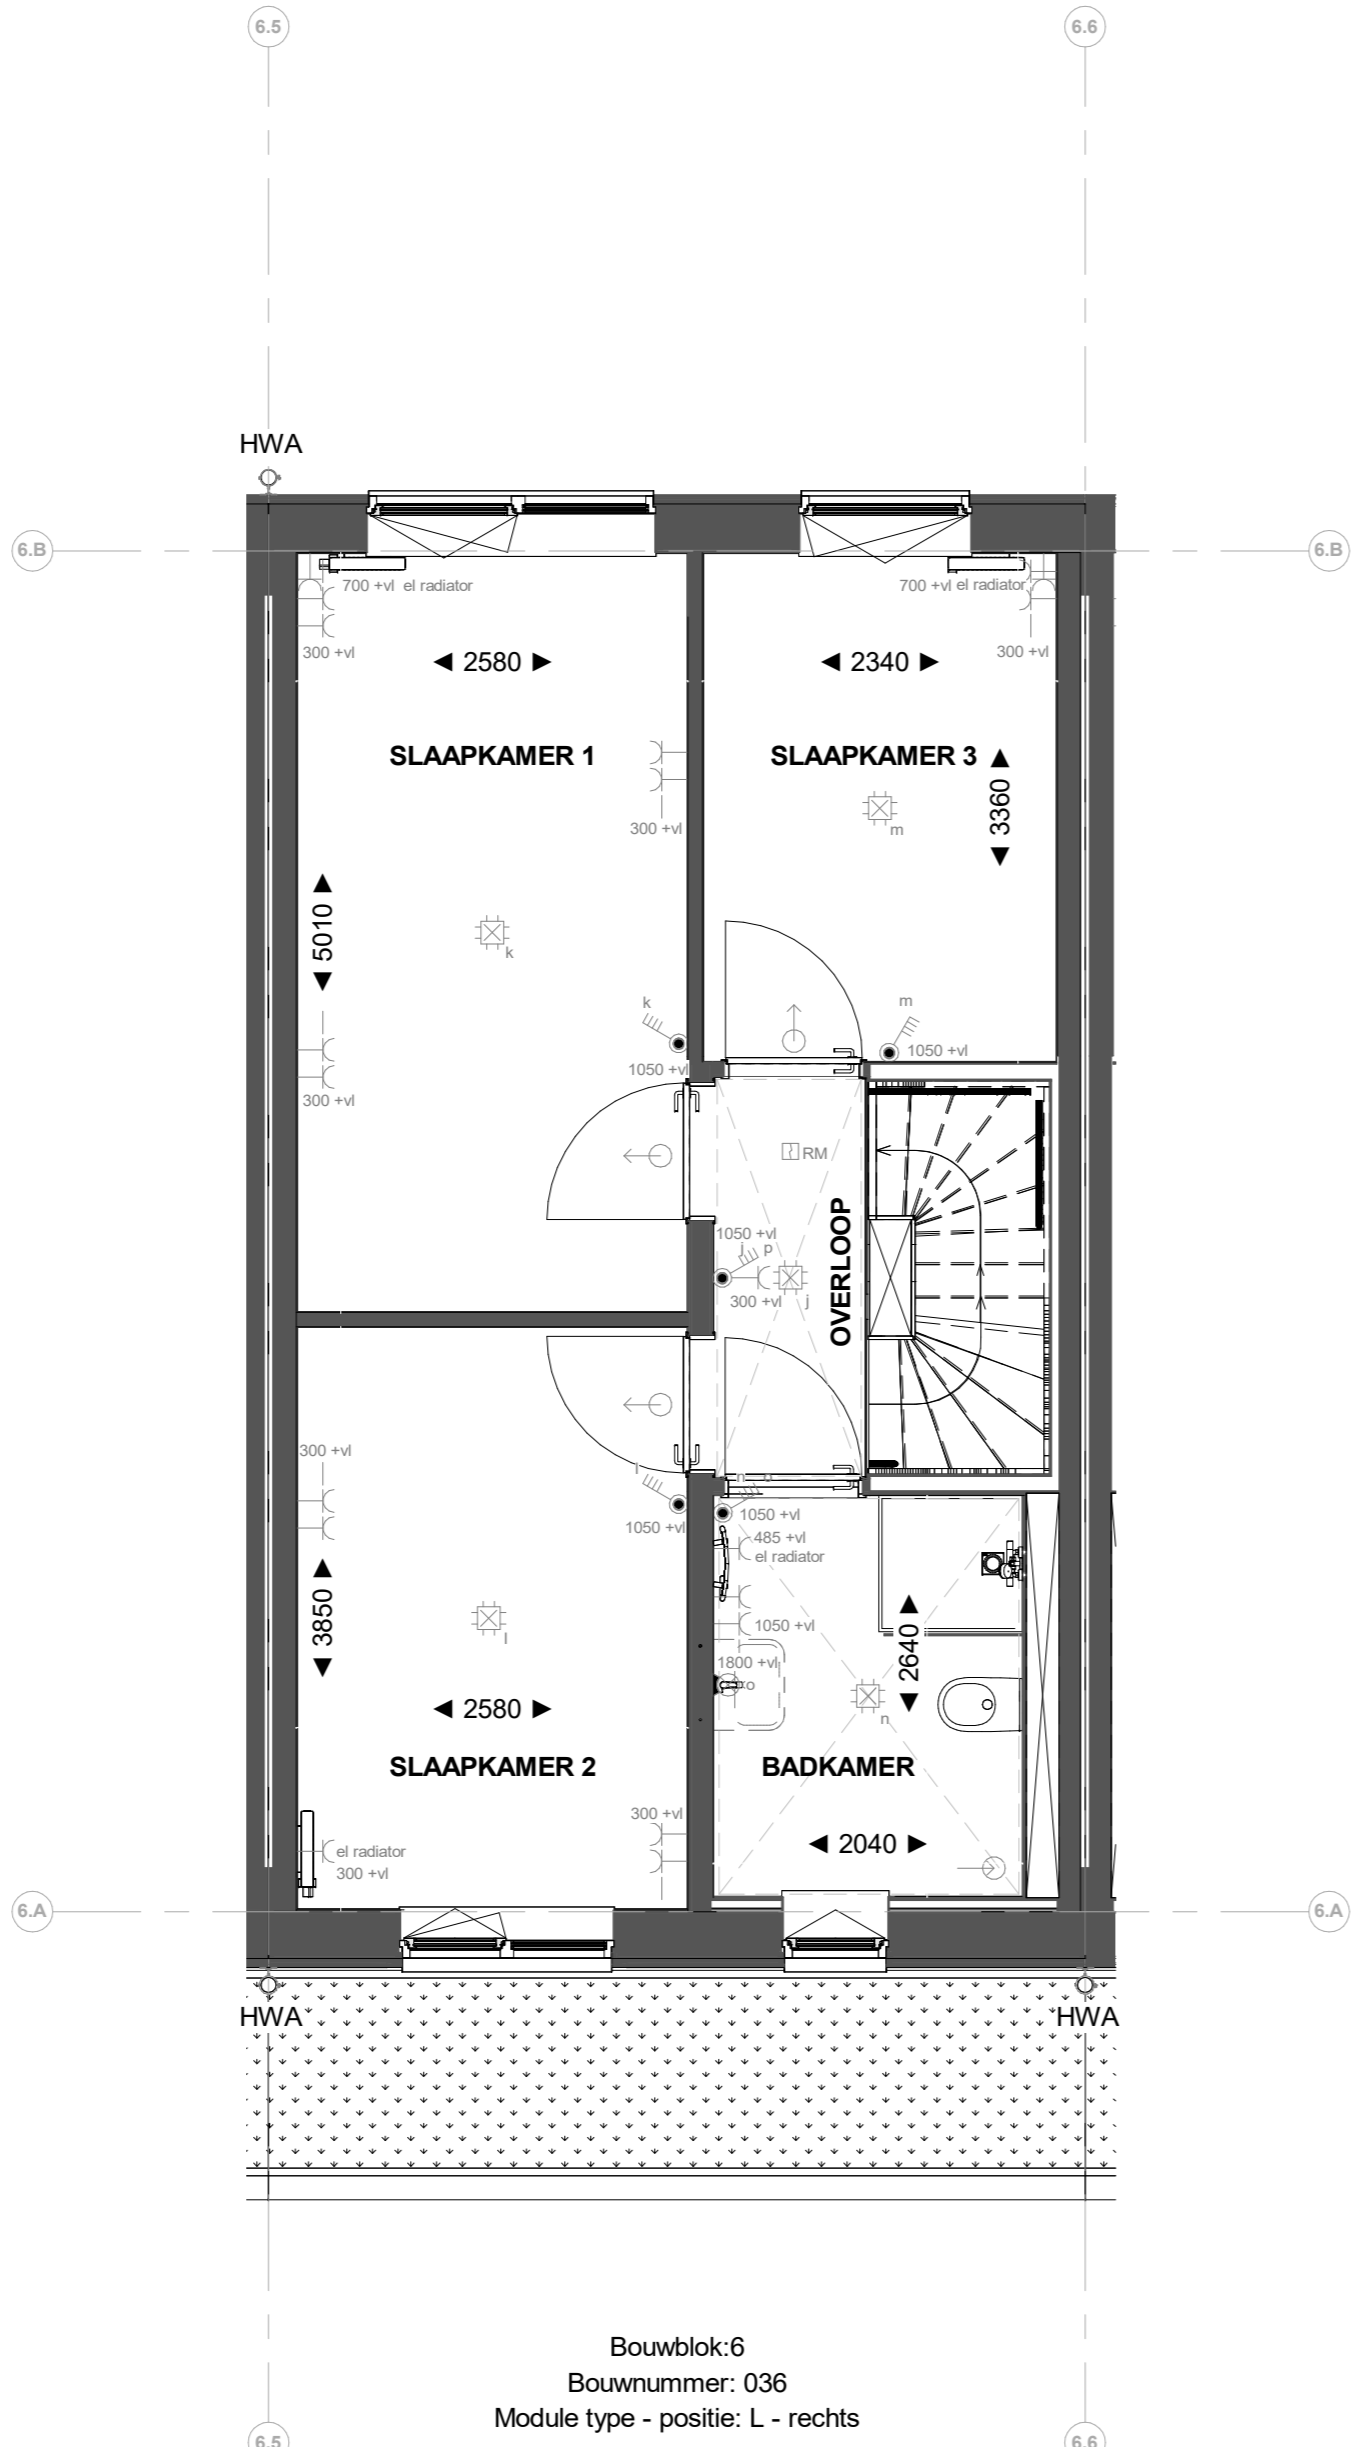 6.5 6.6
HWA
6.B 6.B
700 +vl el radiator 700 +vl el radiator
300 +vl 300 +vl
2580 2340
SLAAPKAMER 1 SLAAPKAMER 3
3360
300 +vl m
5010
k
k m
1050 +vl 1050 +vl
300 +vl
RM
OVERLOOP
1050 +vl
j p
300 +vl j
300 +vl
l n o
1050 +vl 1050 +vl
485 +vl
el radiator
3850
1050 +vl
2640
l
1800 +vl
o
n
2580
SLAAPKAMER 2 BADKAMER
300 +vl
2040
el radiator
300 +vl
6.A 6.A
HWA HWA
Bouwblok:6
Bouwnummer: 036
Module type - positie: L - rechts
6.5 6.6